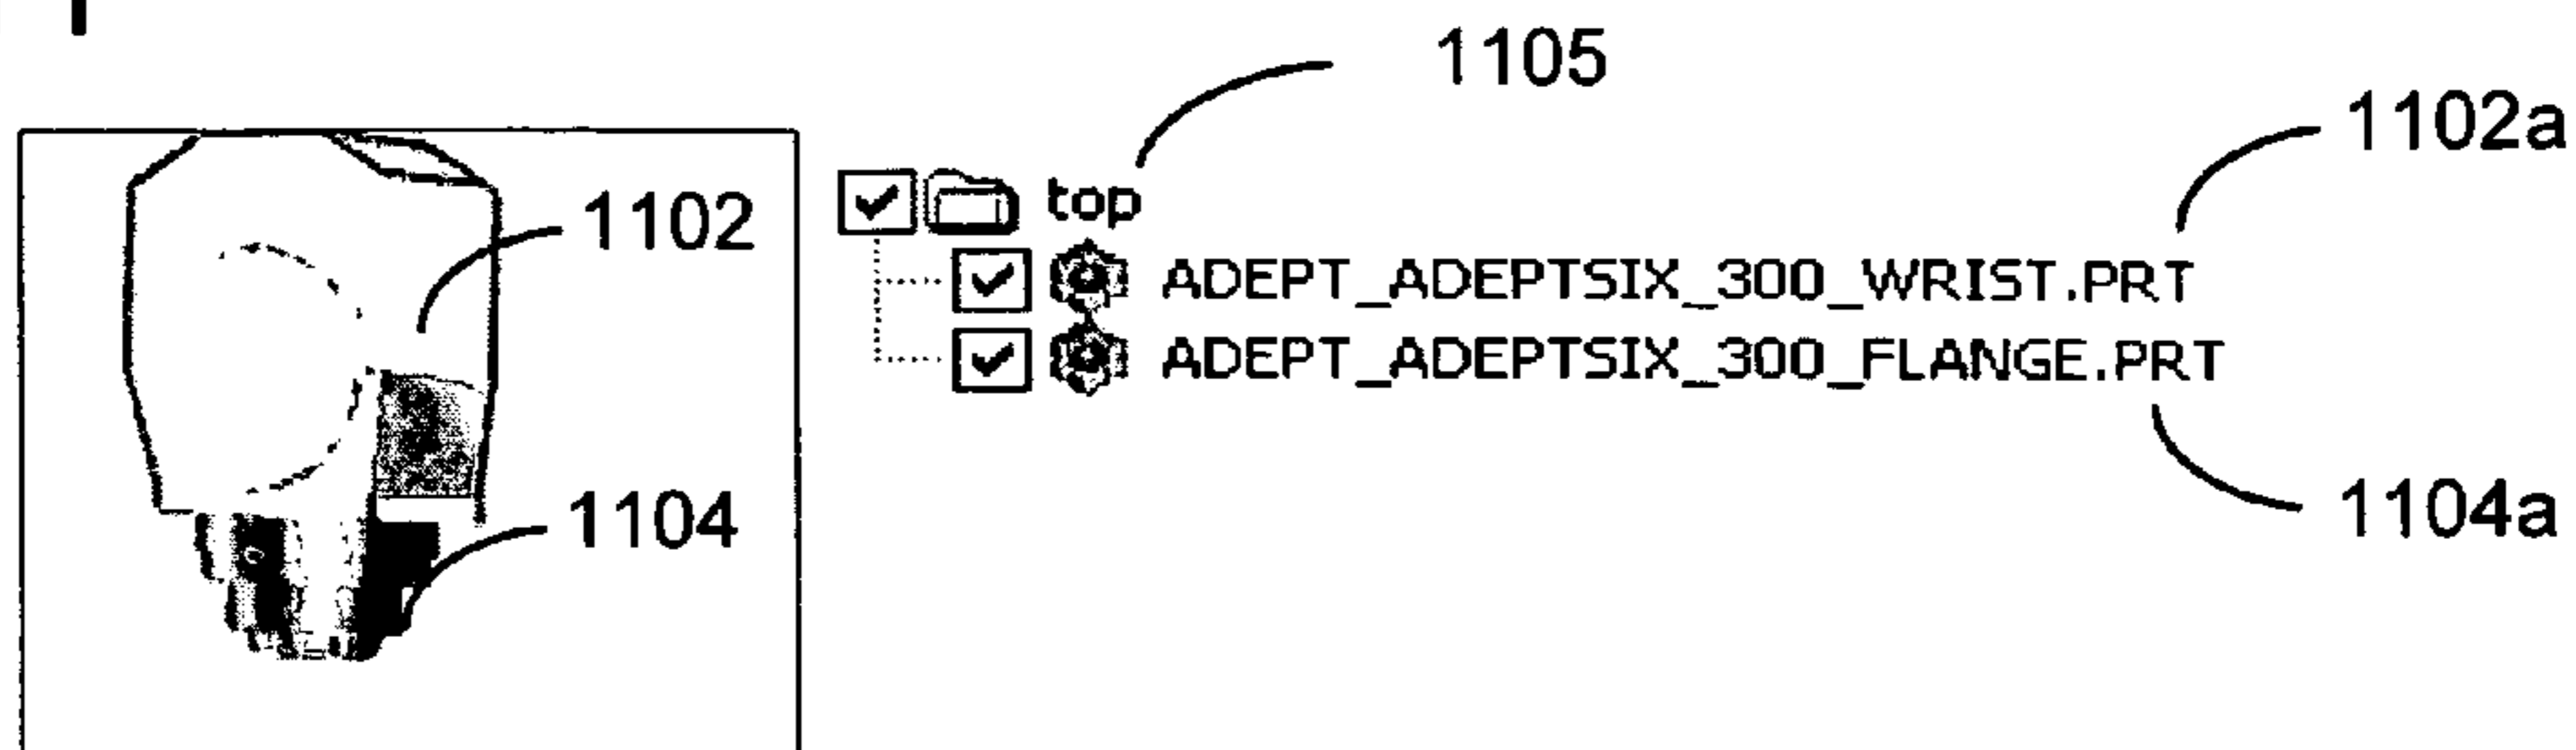 1105
1102a
1102
top
ADEPT_ADEPTSIX_300_WRIST.PRT
ADEPT_ADEPTSIX_300_FLANGE.PRT
1104
1104a